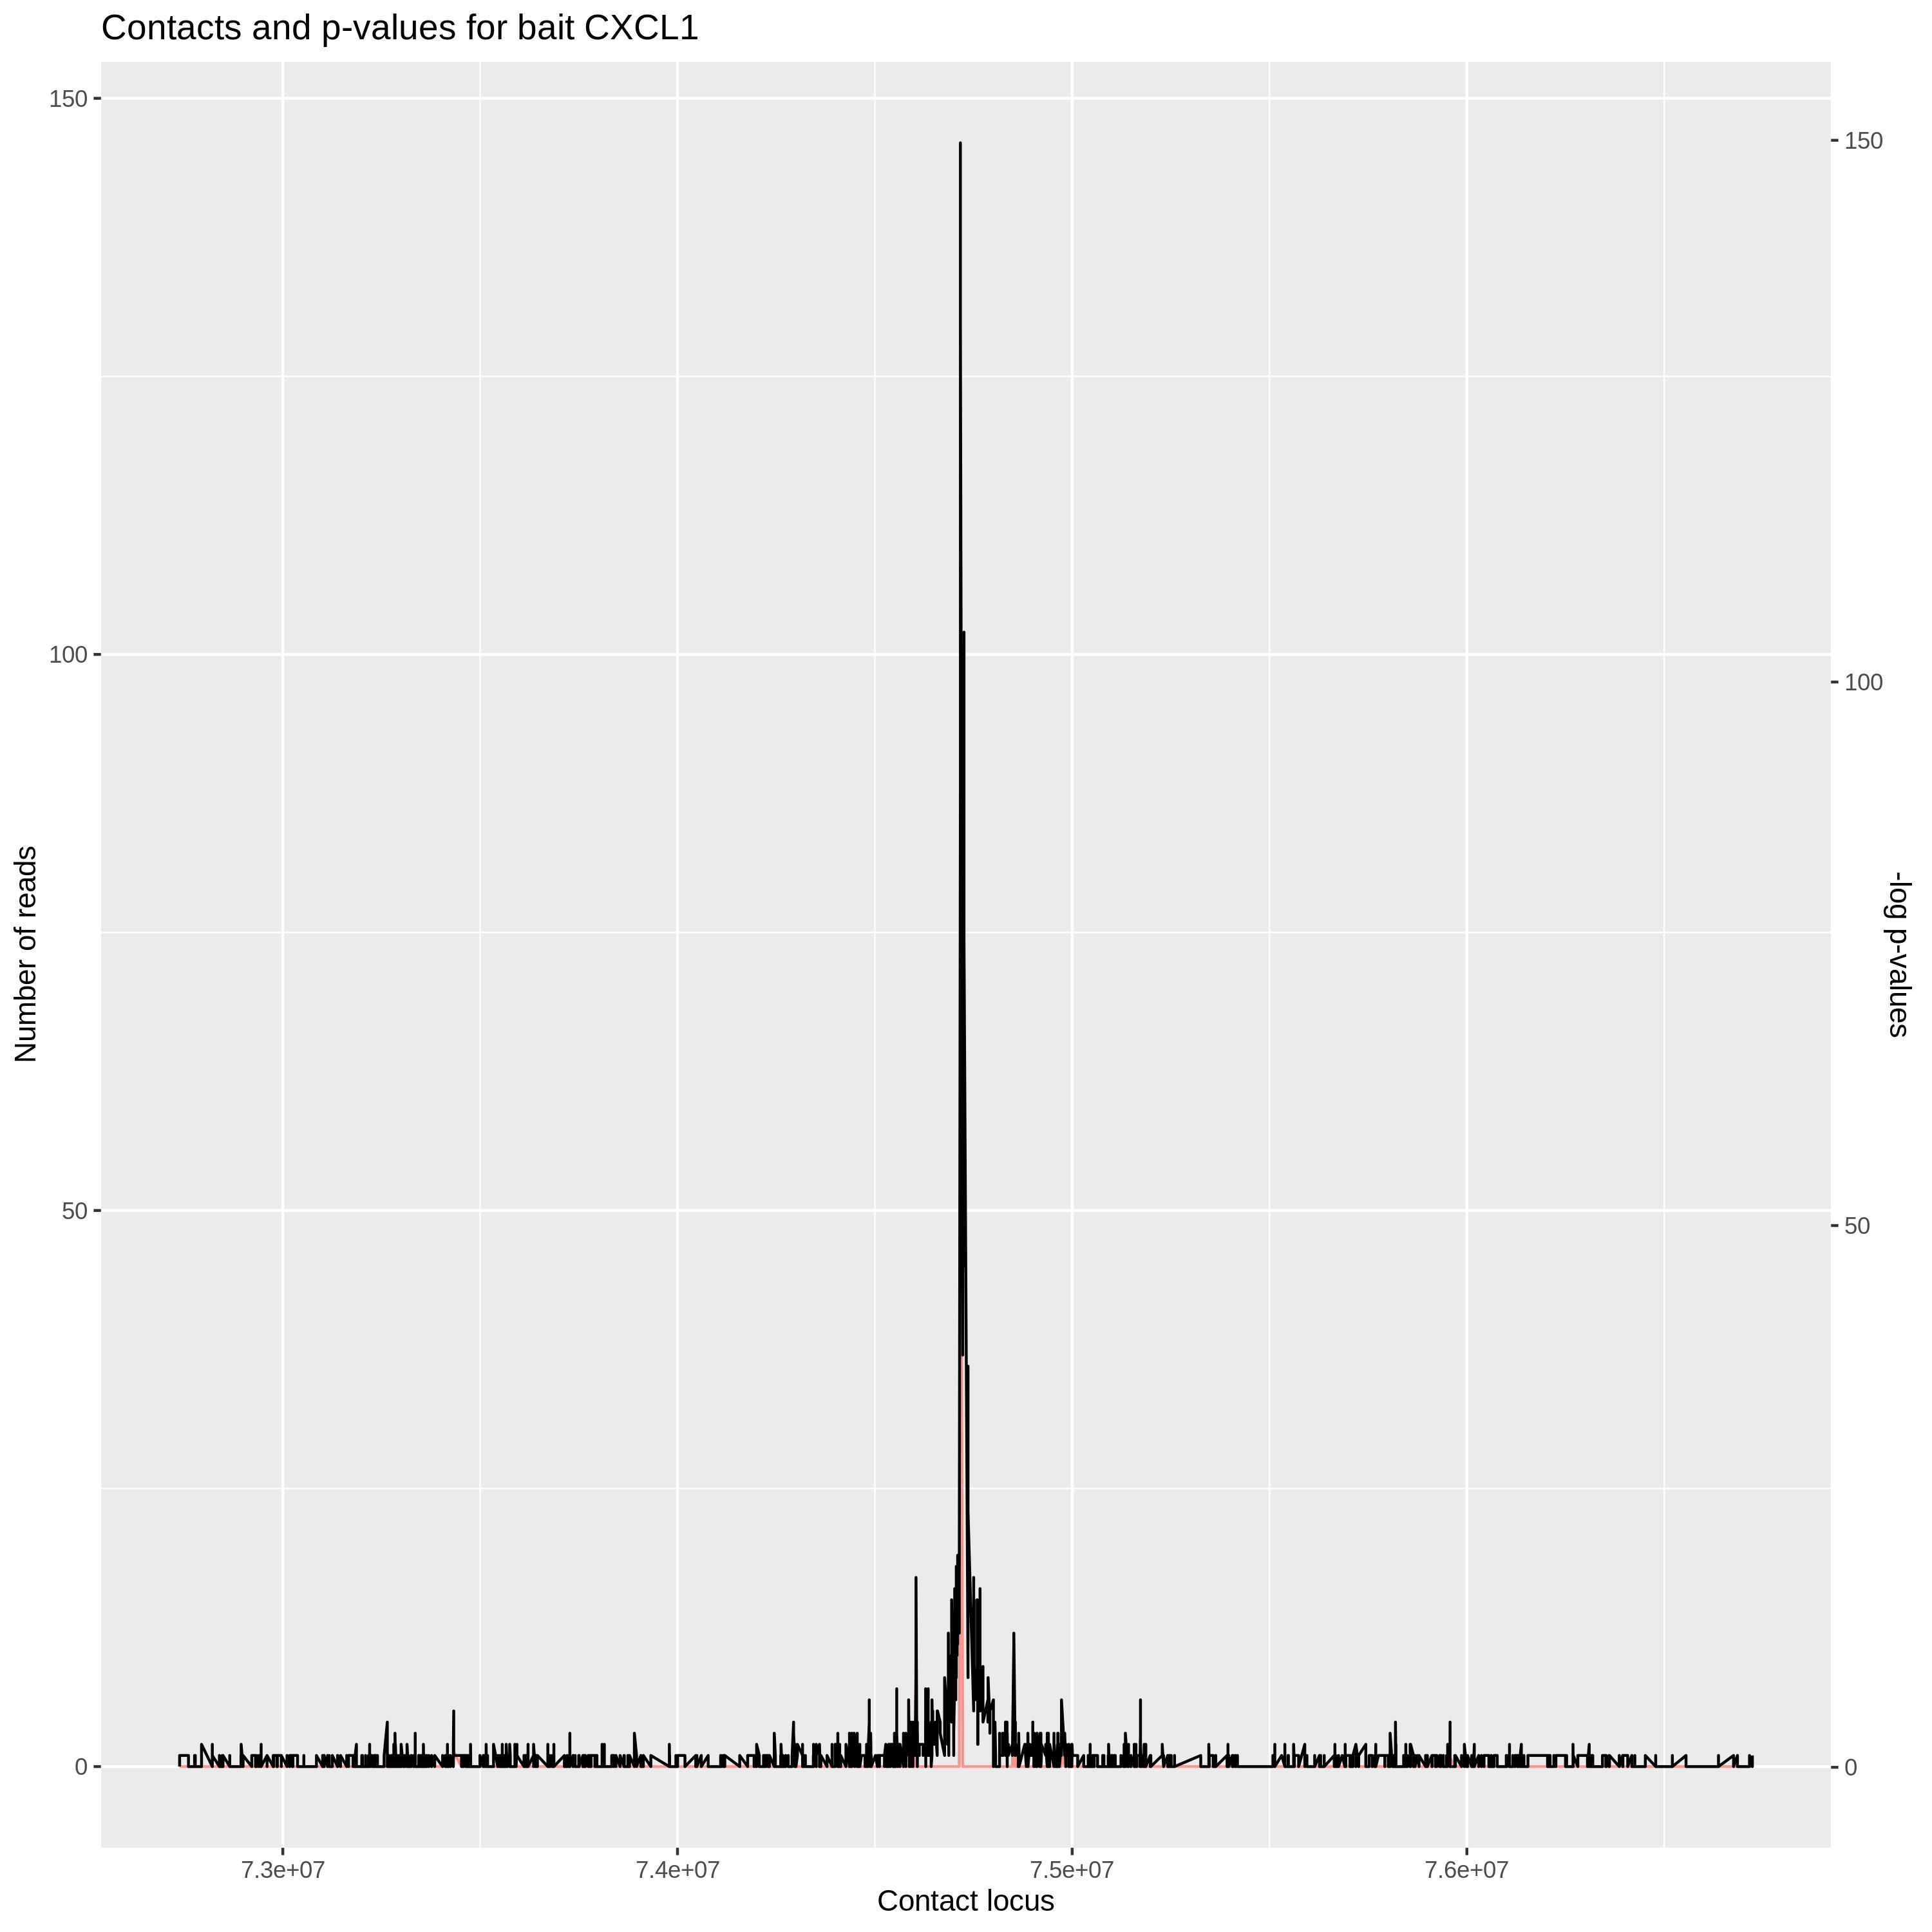 Contacts and p-values for bait CXCL1
150
100
50
0
150
100
50
0
Number of reads
-log p-values
7.3e+07
7.4e+07
7.5e+07
7.6e+07
Contact locus